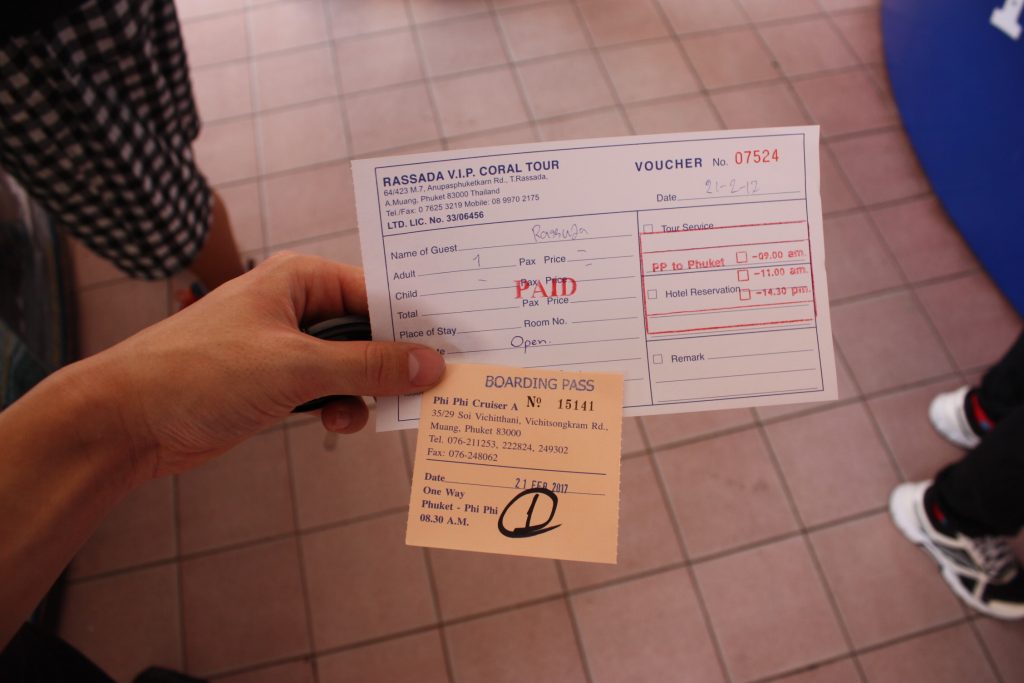 RASSADA V.I.P. CORAL TOUR
64/423 M.7, Anupasphuketkarn Rd., T.Rassada,
A.Muang, Phuket 83000 Thailand
Tel./Fax. 0 7625 3219 Mobile: 08 9970 2175
LTD. LIC. No. 33/06456
VOUCHER No. 07524
Date 21-2-12
Name of Guest Rassada
Adult 1 Pax Price -
Child - Pax Price -
Total Pax Price
PAID
Place of Stay Room No.
Open.
Tour Service
PP to Phuket -09.00 am.
-11.00 am.
Hotel Reservation -14.30 pm.
Remark
BOARDING PASS
Phi Phi Cruiser A Nº 15141
35/29 Soi Vichitthani, Vichitsongkram Rd.,
Muang, Phuket 83000
Tel. 076-211253, 222824, 249302
Fax: 076-248062
Date 21 FEB 2012
One Way
Phuket - Phi Phi 1
08.30 A.M.